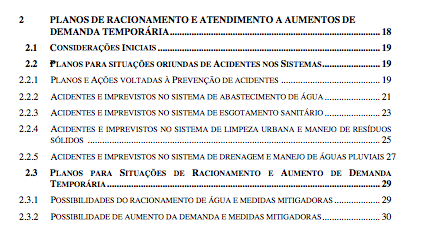 2 PLANOS DE RACIONAMENTO E ATENDIMENTO A AUMENTOS DE
DEMANDA TEMPORÁRIA 18
2.1 CONSIDERAÇÕES INICIAIS 19
2.2 PLANOS PARA SITUAÇÕES ORIUNDAS DE ACIDENTES NOS SISTEMAS 19
2.2.1 PLANOS E AÇÕES VOLTADAS À PREVENÇÃO DE ACIDENTES 19
2.2.2 ACIDENTES E IMPREVISTOS NO SISTEMA DE ABASTECIMENTO DE ÁGUA 21
2.2.3 ACIDENTES E IMPREVISTOS NO SISTEMA DE ESGOTAMENTO SANITÁRIO 23
2.2.4 ACIDENTES E IMPREVISTOS NO SISTEMA DE LIMPEZA URBANA E MANEJO DE RESÍDUOS
SÓLIDOS 25
2.2.5 ACIDENTES E IMPREVISTOS NO SISTEMA DE DRENAGEM E MANEJO DE ÁGUAS PLUVIAIS 27
2.3 PLANOS PARA SITUAÇÕES DE RACIONAMENTO E AUMENTO DE DEMANDA
TEMPORÁRIA 29
2.3.1 POSSIBILIDADES DO RACIONAMENTO DE ÁGUA E MEDIDAS MITIGADORAS 29
2.3.2 POSSIBILIDADE DE AUMENTO DA DEMANDA E MEDIDAS MITIGADORAS 30